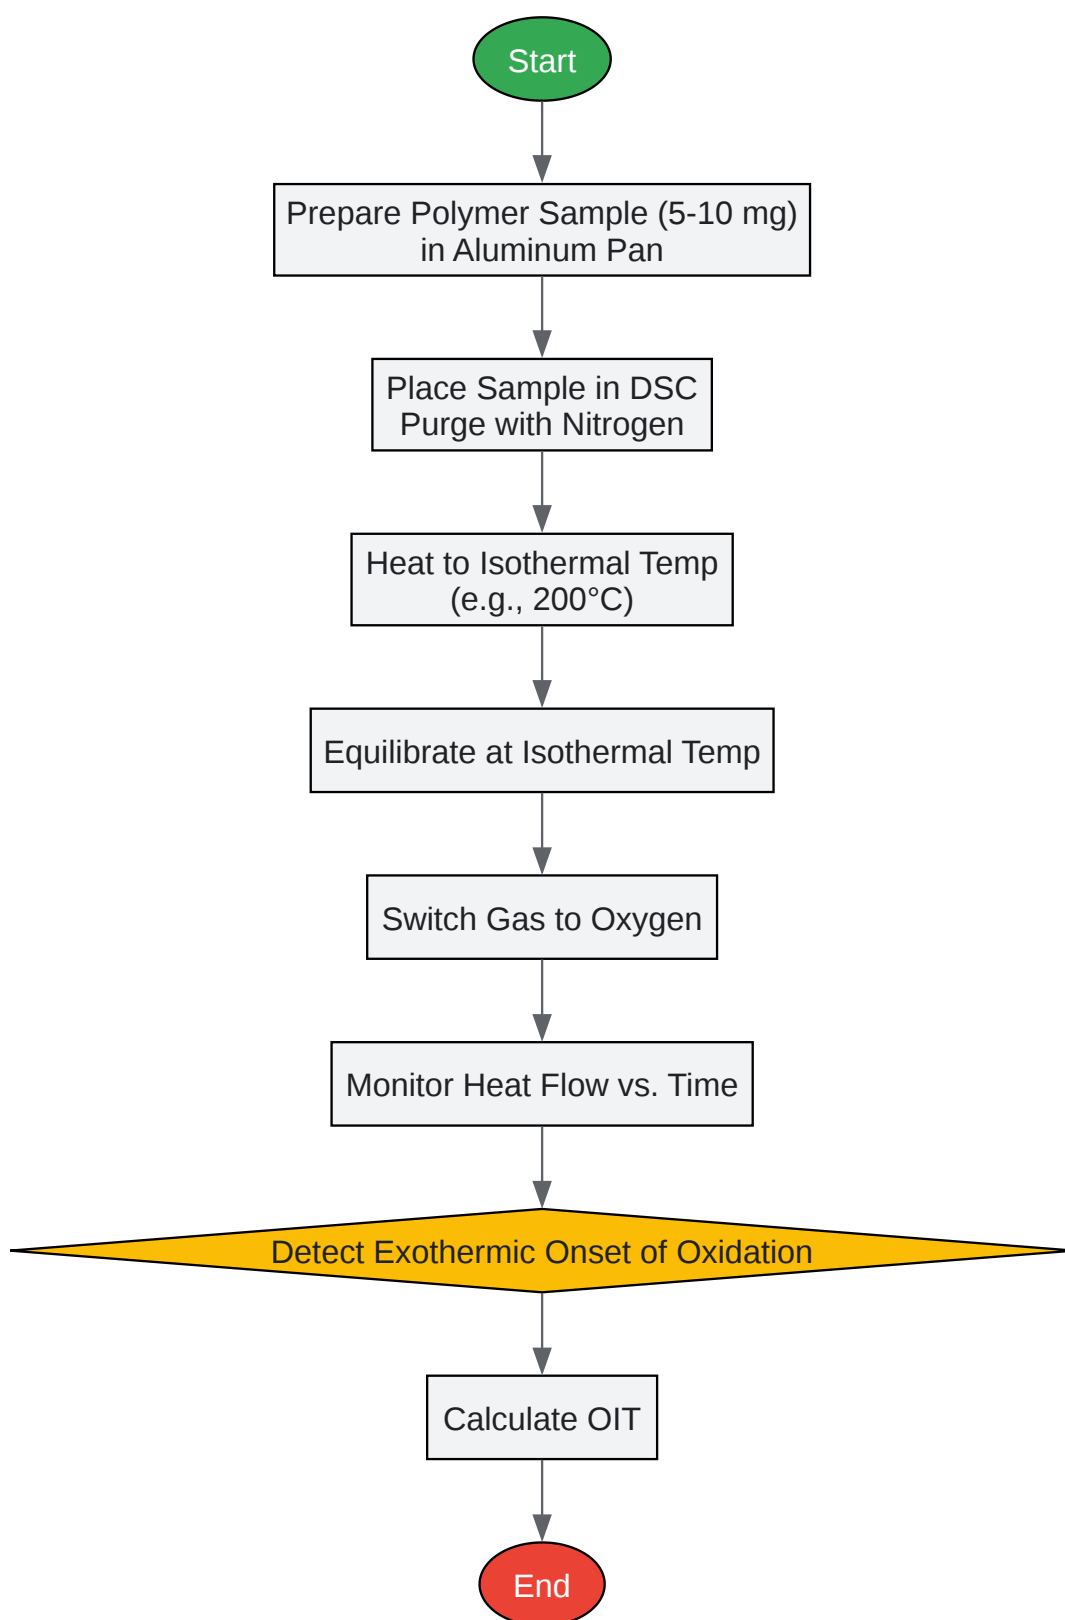 Start
Prepare Polymer Sample (5-10 mg)
in Aluminum Pan
Place Sample in DSC
Purge with Nitrogen
Heat to Isothermal Temp
(e.g., 200°C)
Equilibrate at Isothermal Temp
Switch Gas to Oxygen
Monitor Heat Flow vs. Time
Detect Exothermic Onset of Oxidation
Calculate OIT
End